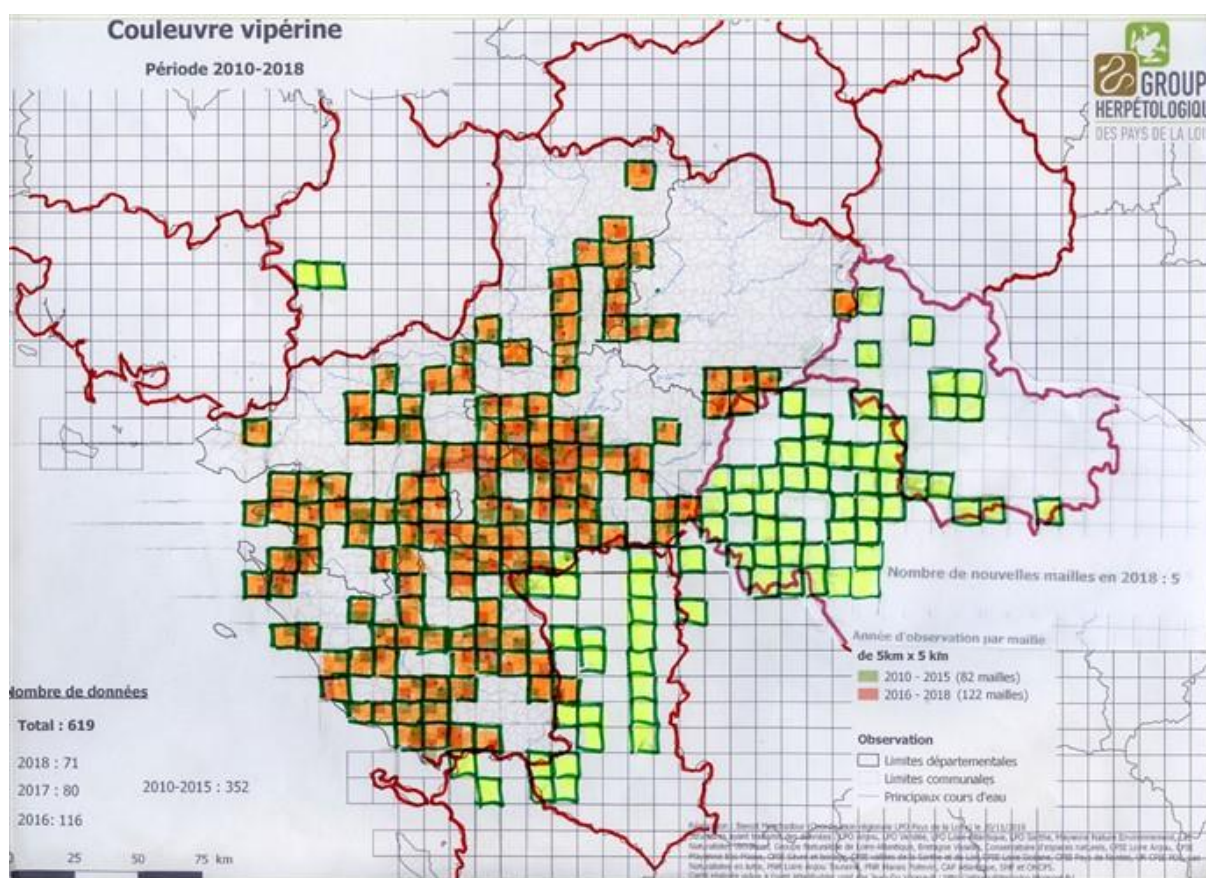 Couleuvre vipérine
Période 2010-2018
GROUP
HERPÉTOLOGIQU
DES PAYS DE LA LOI
Nombre de nouvelles mailles en 2018 : 5
Année d'observation par maille
de 5km x 5 km
2010 - 2015 (82 mailles)
2016 - 2018 (122 mailles)
Observation
Limites départementales
Limites communales
Principaux cours d'eau
Nombre de données
Total : 619
2018 : 71
2017 : 80
2010-2015 : 352
2016: 116
0 25 50 75 km